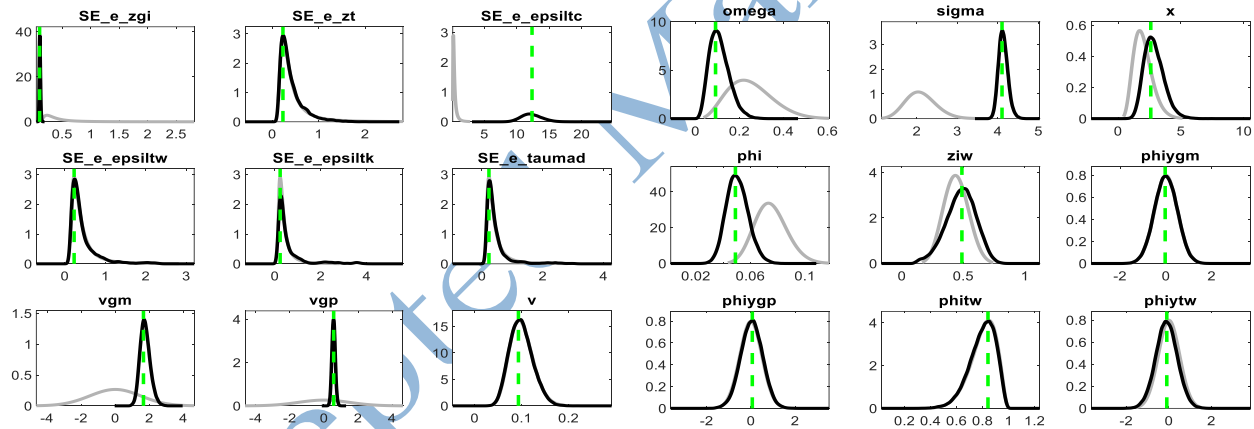 SE_e_zgi SE_e_zt SE_e_epsiltc omega sigma x
40 20 0 0.5 1 1.5 2 2.5
3 2 1 0 0 1 2
3 2 1 0 5 10 15 20
10 5 0 0 0.2 0.4 0.6
3 2 1 0 2 3 4 5
0.6 0.4 0.2 0 0 5 10
SE_e_epsiltw SE_e_epsiltk SE_e_taumad phi ziw phiygm
3 2 1 0 0 1 2 3
3 2 1 0 0 2 4
3 2 1 0 0 2 4
40 20 0 0.02 0.06 0.1
4 2 0 0 0.5 1
0.8 0.6 0.4 0.2 0 -2 0 2
vgm vgp v phiygp phitw phiytw
1.5 1 0.5 0 -4 -2 0 2 4
4 2 0 -4 -2 0 2 4
15 10 5 0 0 0.1 0.2
0.8 0.6 0.4 0.2 0 -2 0 2
4 2 0 0.2 0.4 0.6 0.8 1 1.2
0.8 0.6 0.4 0.2 0 -2 0 2